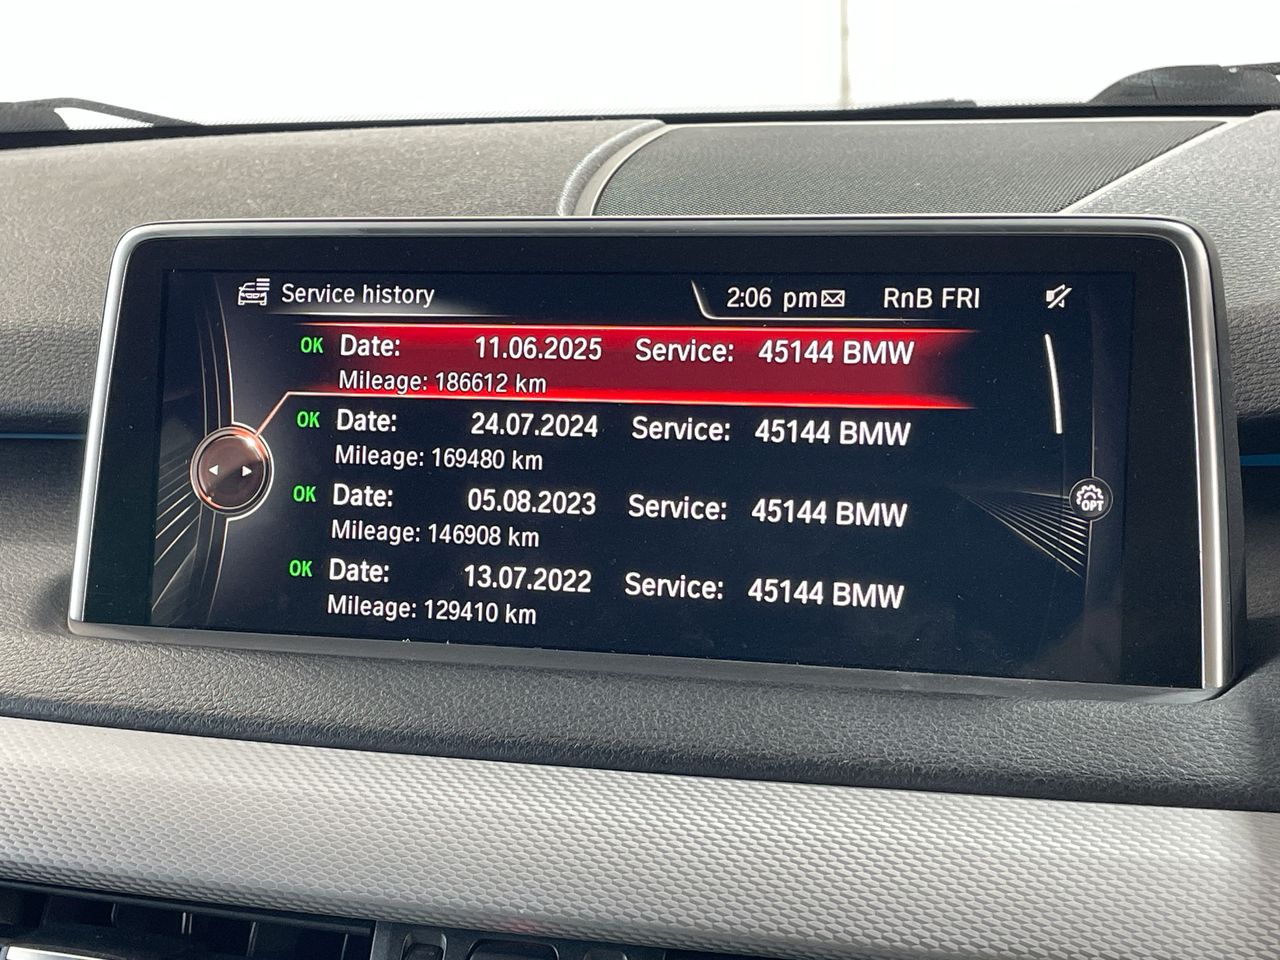 Service history 2:06 pm RnB FRI
OK Date: 11.06.2025 Service: 45144 BMW
Mileage: 186612 km
OK Date: 24.07.2024 Service: 45144 BMW
Mileage: 169480 km
OK Date: 05.08.2023 Service: 45144 BMW
Mileage: 146908 km
OPT
OK Date: 13.07.2022 Service: 45144 BMW
Mileage: 129410 km